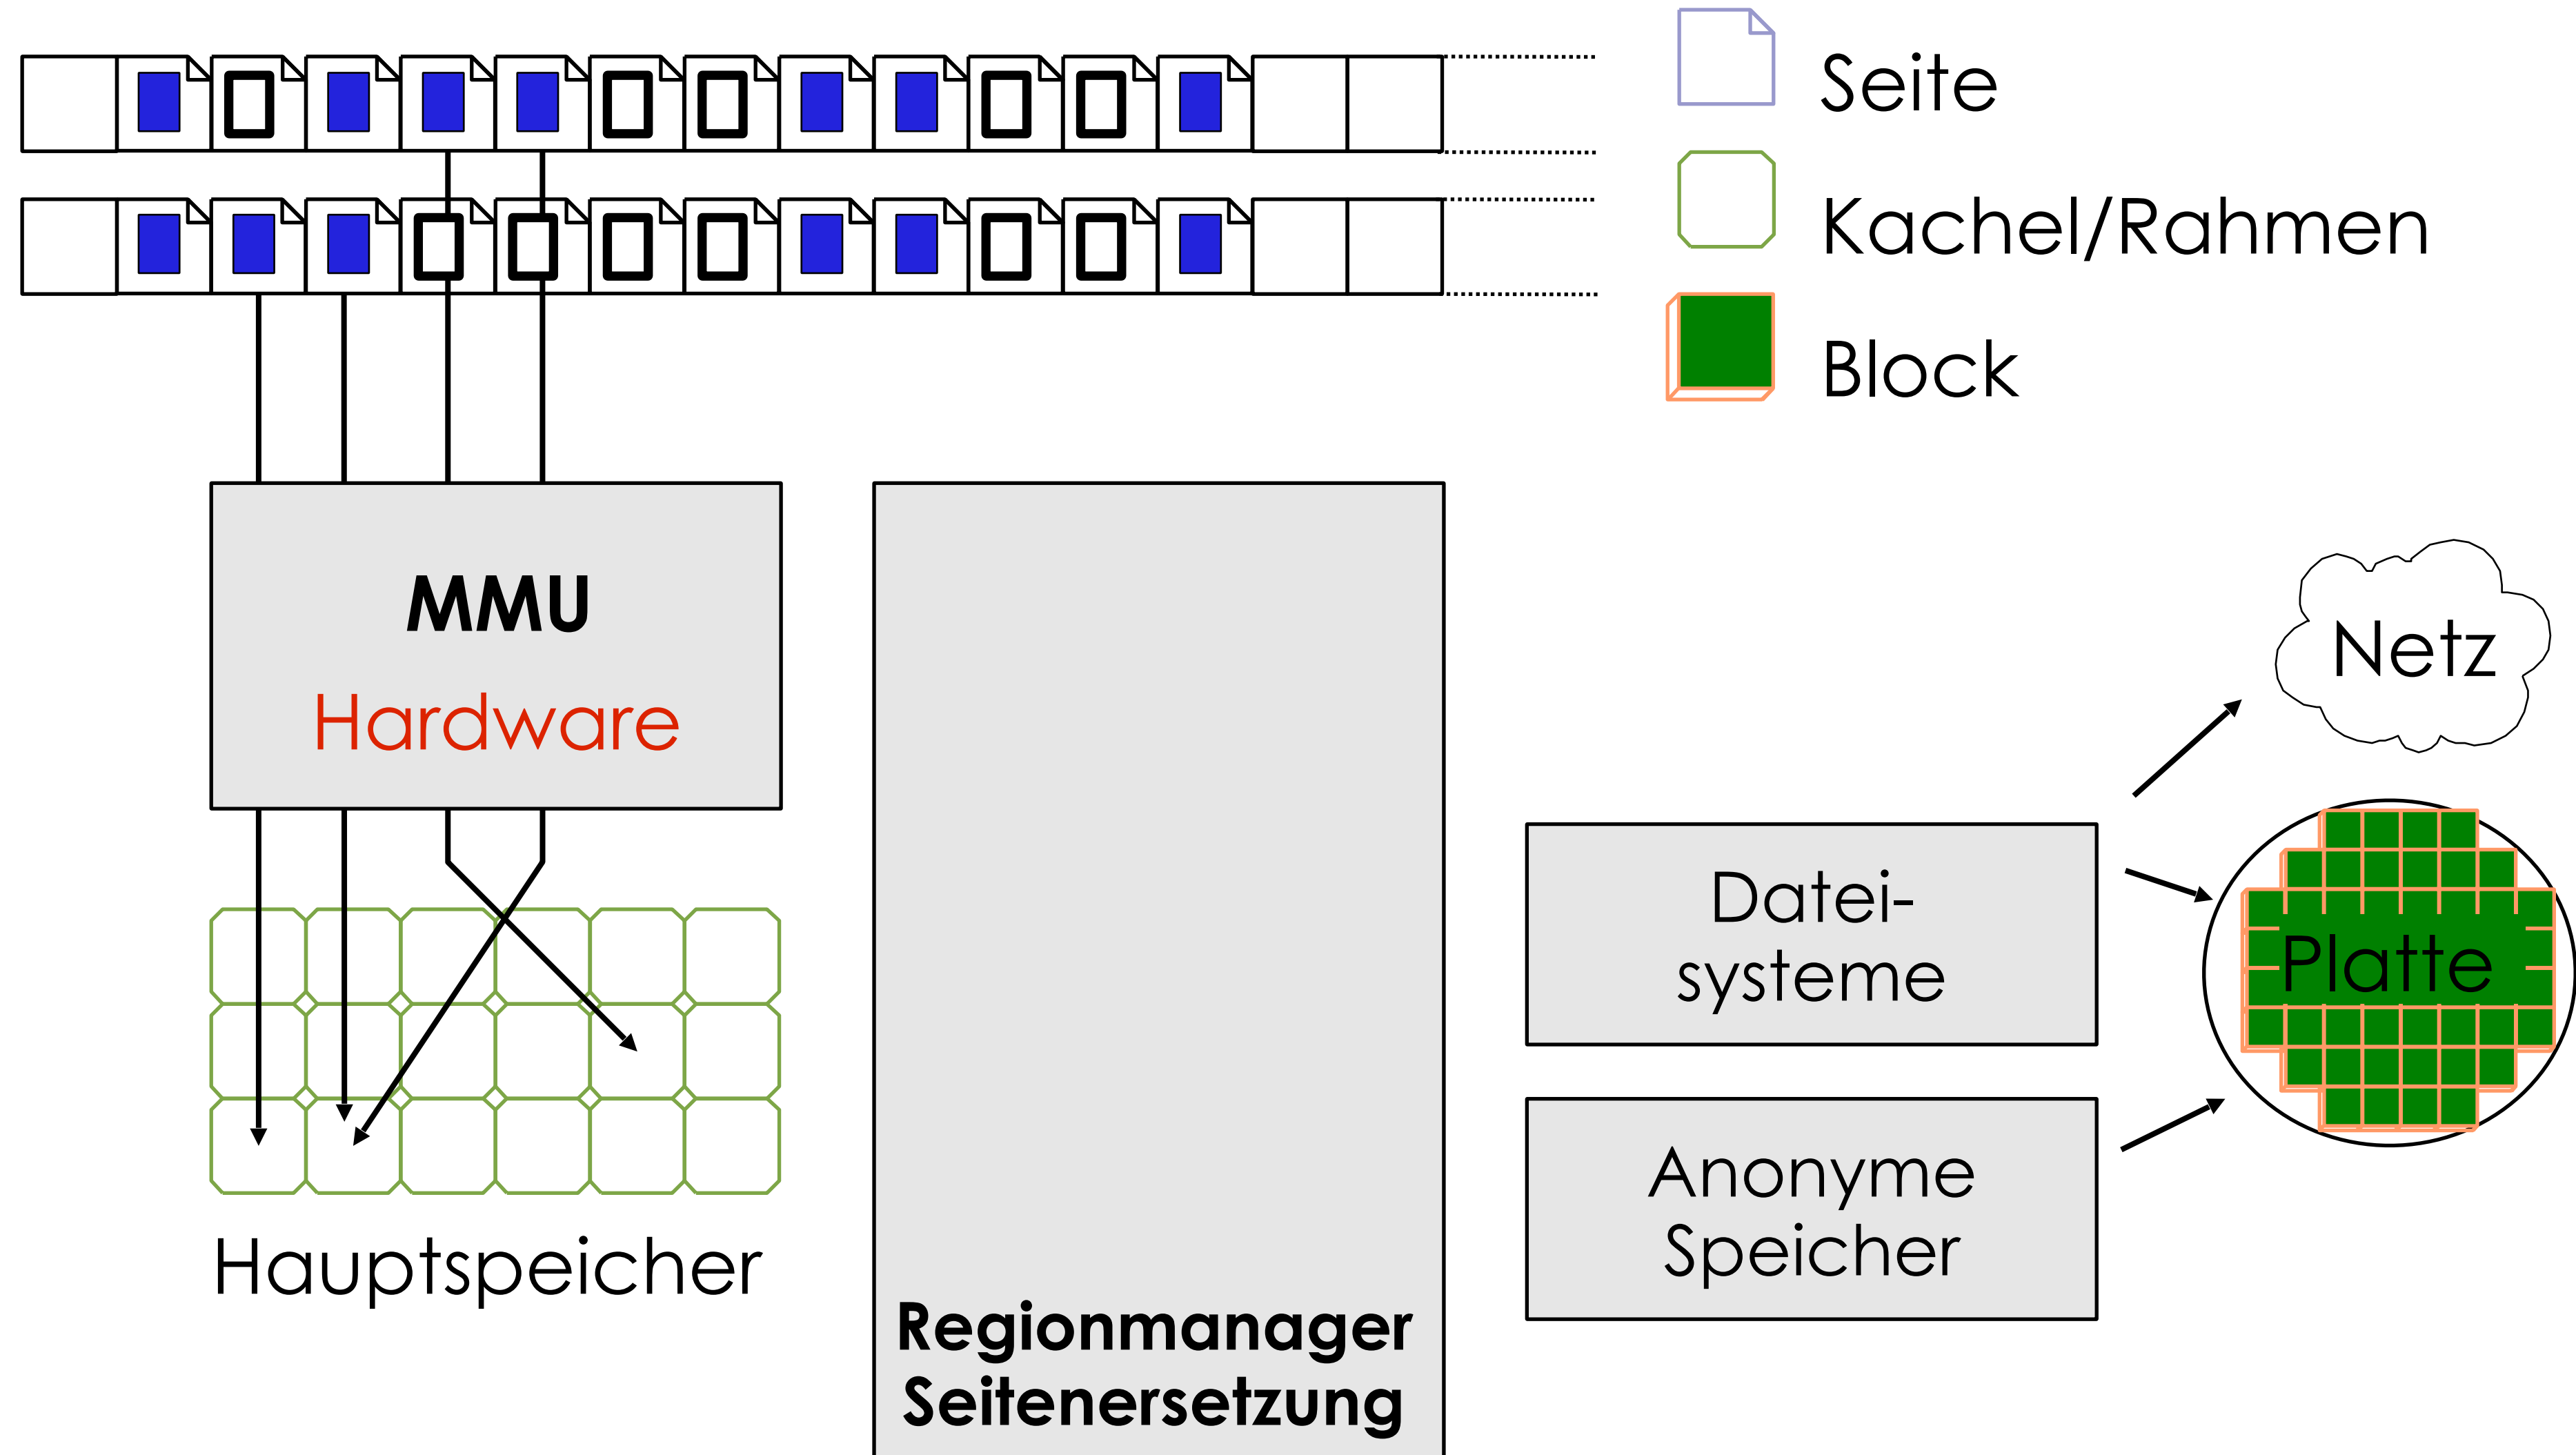 Seite
Kachel/Rahmen
Block
MMU
Hardware
Netz
Datei-
systeme
Platte
Anonyme
Speicher
Hauptspeicher
Regionmanager
Seitenersetzung